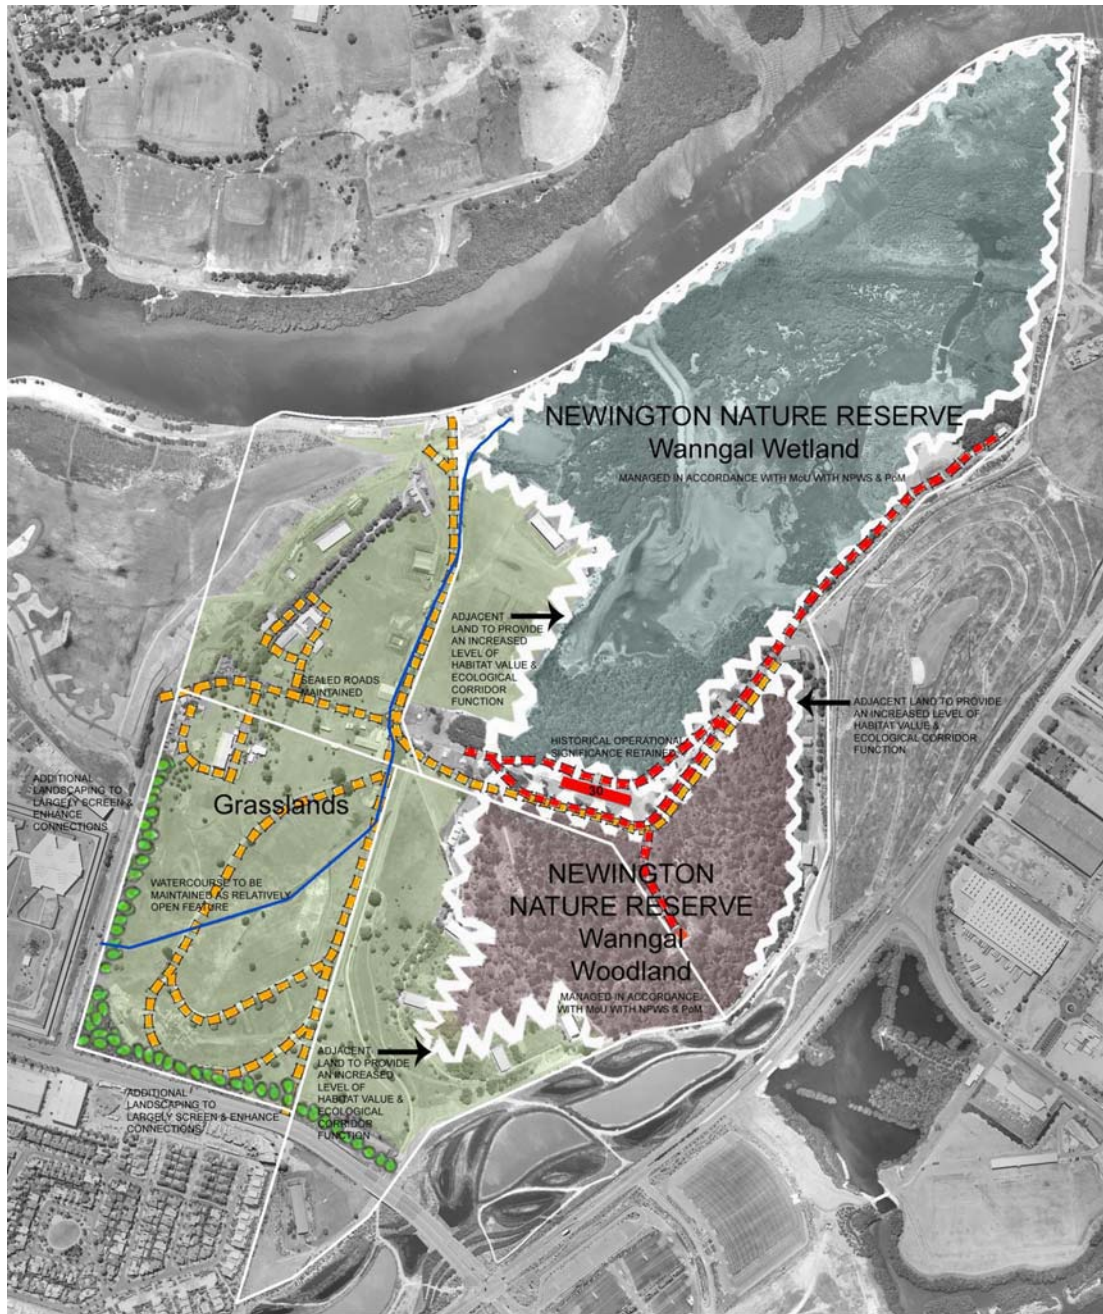 NEWINGTON NATURE RESERVE
Wanngal Wetland
MANAGED IN ACCORDANCE WITH MoU WITH NPWS & PoM
ADJACENT
LAND TO PROVIDE
AN INCREASED
LEVEL OF
HABITAT VALUE &
ECOLOGICAL
CORRIDOR
FUNCTION
SEALED ROADS
MAINTAINED
ADJACENT LAND TO PROVIDE
AN INCREASED LEVEL OF
HABITAT VALUE &
ECOLOGICAL CORRIDOR
FUNCTION
HISTORICAL OPERATIONAL
SIGNIFICANCE RETAINED
30
ADDITIONAL
LANDSCAPING TO
LARGELY SCREEN &
ENHANCE
CONNECTIONS
Grasslands
WATERCOURSE TO BE
MAINTAINED AS RELATIVELY
OPEN FEATURE
NEWINGTON
NATURE RESERVE
Wanngal
Woodland
MANAGED IN ACCORDANCE
WITH MoU WITH NPWS & PoM
ADJACENT
LAND TO PROVIDE
AN INCREASED
LEVEL OF
HABITAT VALUE &
ECOLOGICAL
CORRIDOR
FUNCTION
ADDITIONAL
LANDSCAPING TO
LARGELY SCREEN & ENHANCE
CONNECTIONS